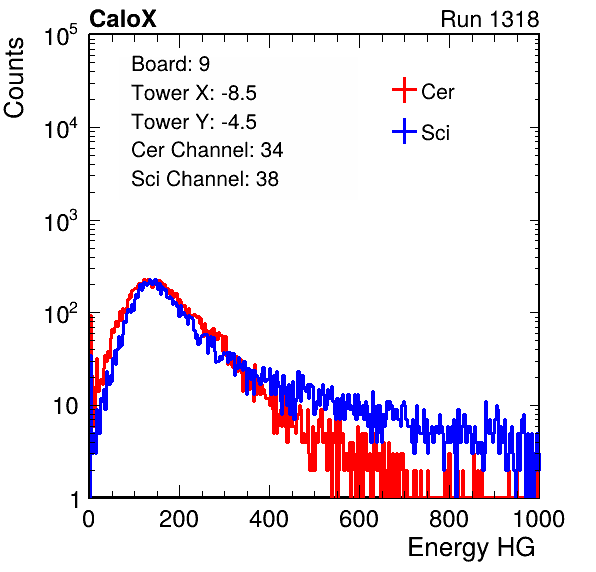 CaloX Run 1318
Counts
10^5
10^4
10^3
10^2
10
1
Board: 9
Tower X: -8.5
Tower Y: -4.5
Cer Channel: 34
Sci Channel: 38
Cer
Sci
0 200 400 600 800 1000
Energy HG